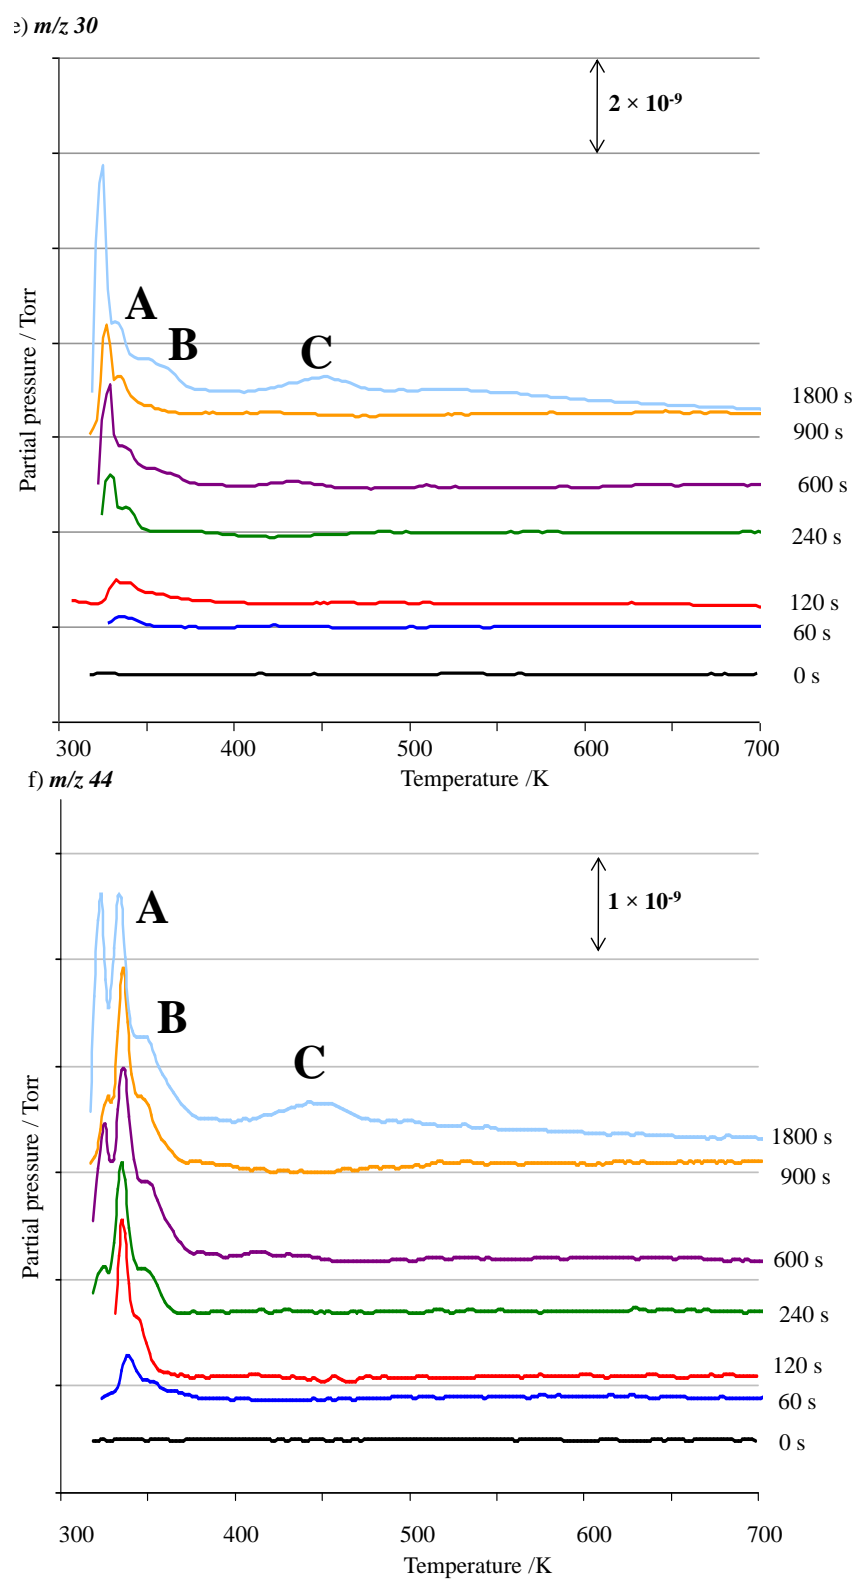 e) m/z 30
2 × 10-9
A
B
C
Partial pressure / Torr
1800 s
900 s
600 s
240 s
120 s
60 s
0 s
300 400 500 600 700
Temperature /K
f) m/z 44
1 × 10-9
A
B
C
Partial pressure / Torr
1800 s
900 s
600 s
240 s
120 s
60 s
0 s
300 400 500 600 700
Temperature /K